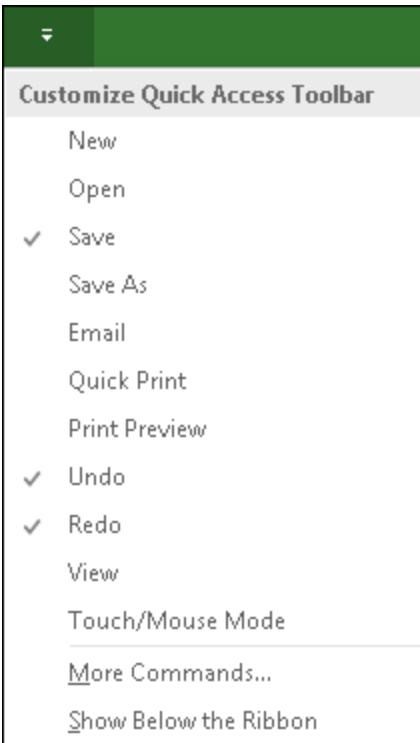 Customize Quick Access Toolbar
New
Open
Save
Save As
Email
Quick Print
Print Preview
Undo
Redo
View
Touch/Mouse Mode
More Commands...
Show Below the Ribbon